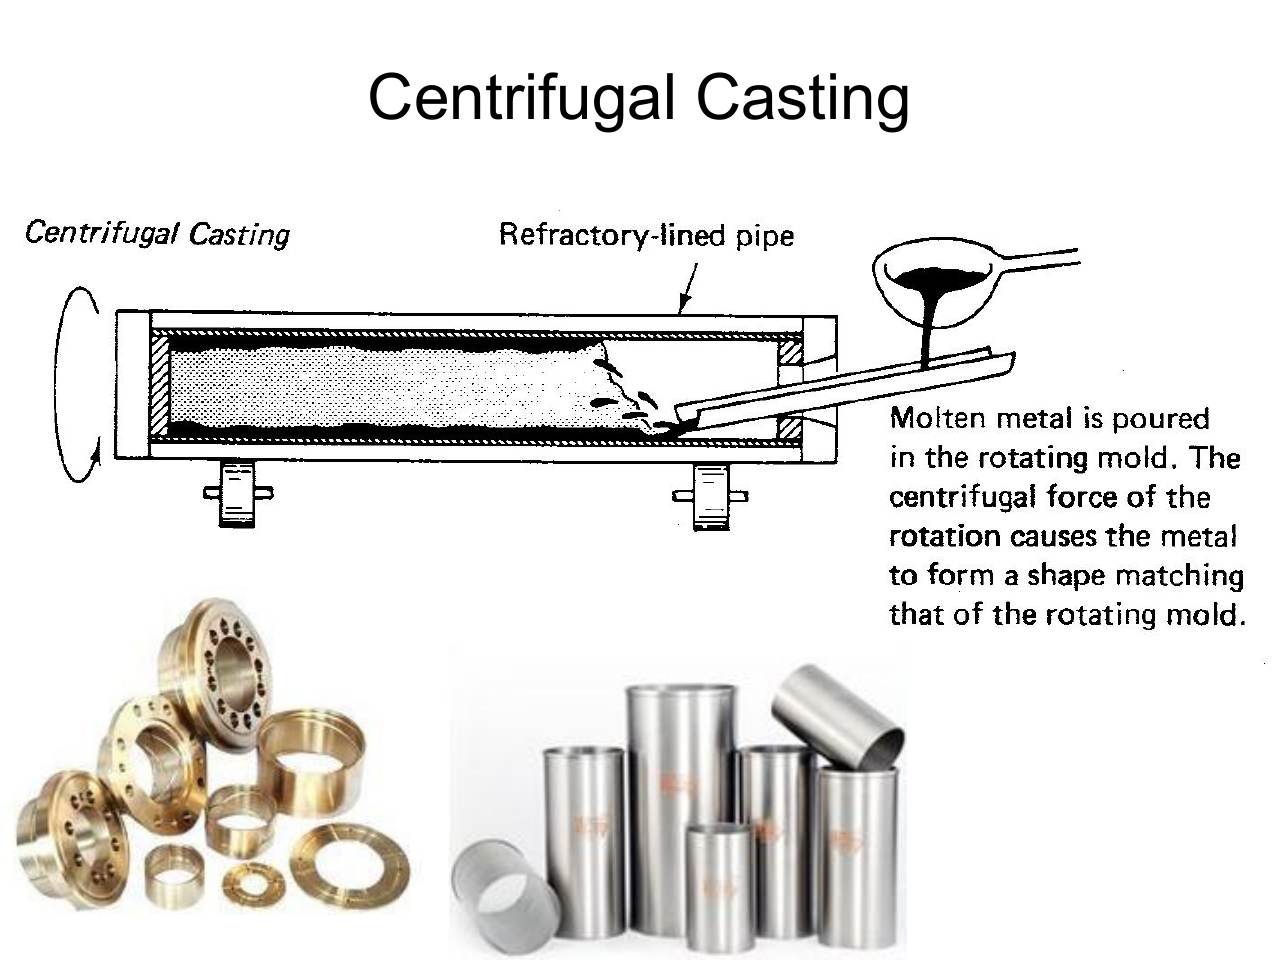 Centrifugal Casting
Centrifugal Casting
Refractory-lined pipe
Molten metal is poured
in the rotating mold. The
centrifugal force of the
rotation causes the metal
to form a shape matching
that of the rotating mold.